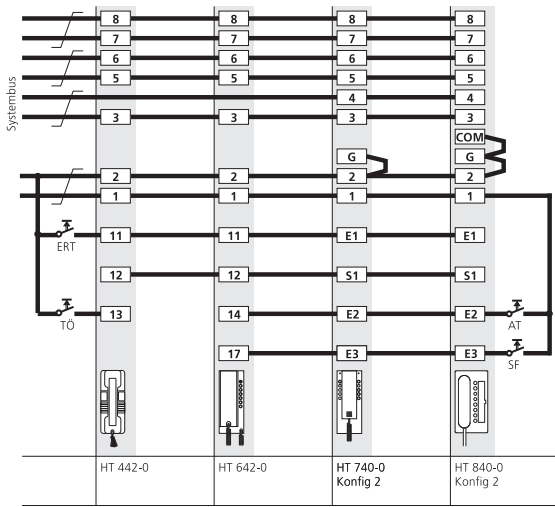 8 8 8 8
7 7 7 7
6 6 6 6
5 5 5 5
4 4
3 3 3 3
COM
G G
2 2 2 2
1 1 1 1
Systembus
ERT 11 11 E1 E1
12 12 S1 S1
TÖ 13 14 E2 E2 AT
17 E3 E3 SF
HT 442-0 HT 642-0 HT 740-0 HT 840-0
Konfig 2 Konfig 2